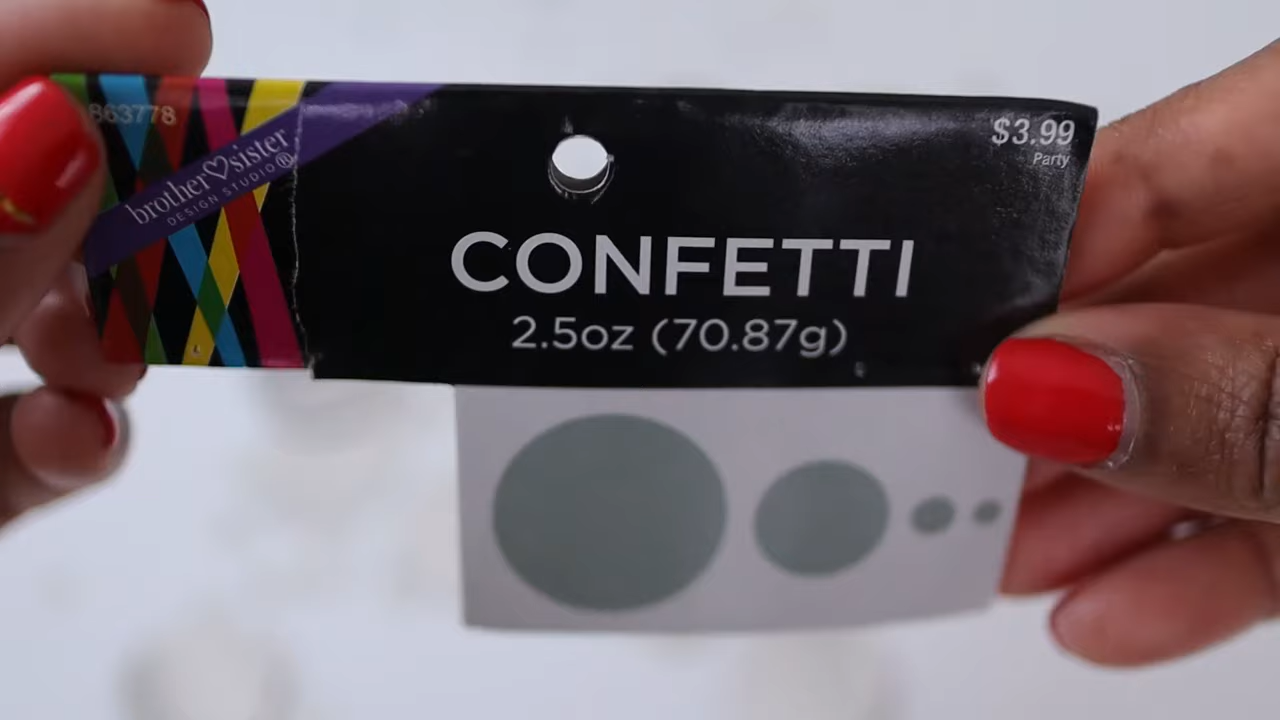 863778
brother♡sister
DESIGN STUDIO®
$3.99
Party
CONFETTI
2.5oz (70.87g)